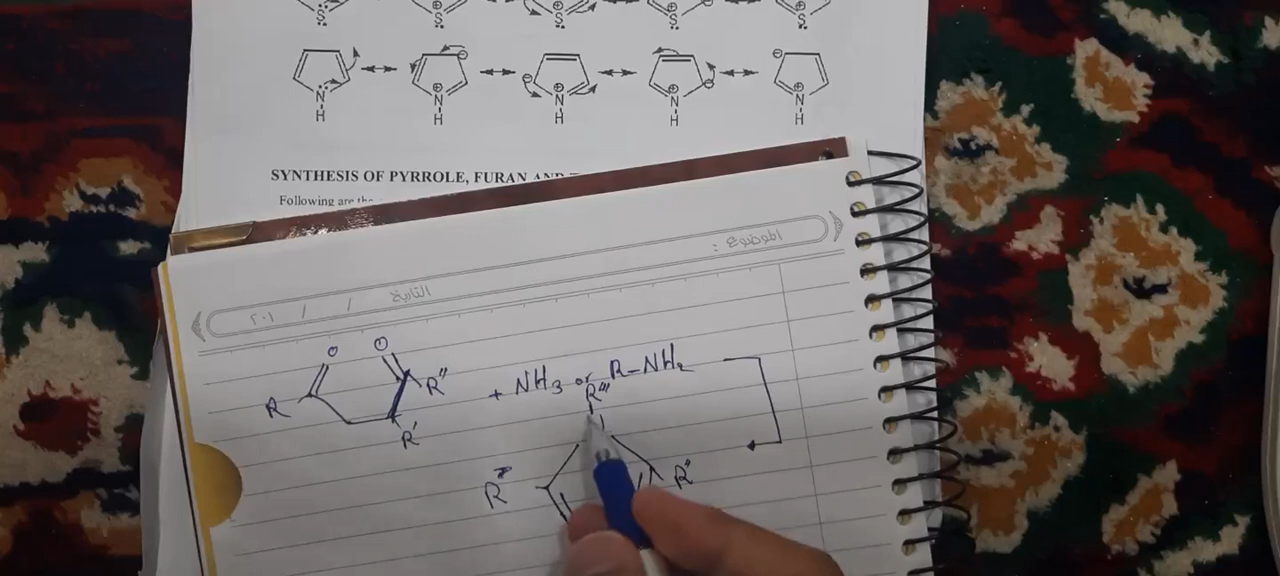 S S S S S
N N N N N
H H H H H
SYNTHESIS OF PYRROLE, FURAN AND
Following are the
الموضوع :
التاريخ / / ٢٠١
O O
R R'' + NH3 or R-NH2
R'
R'''
R R''